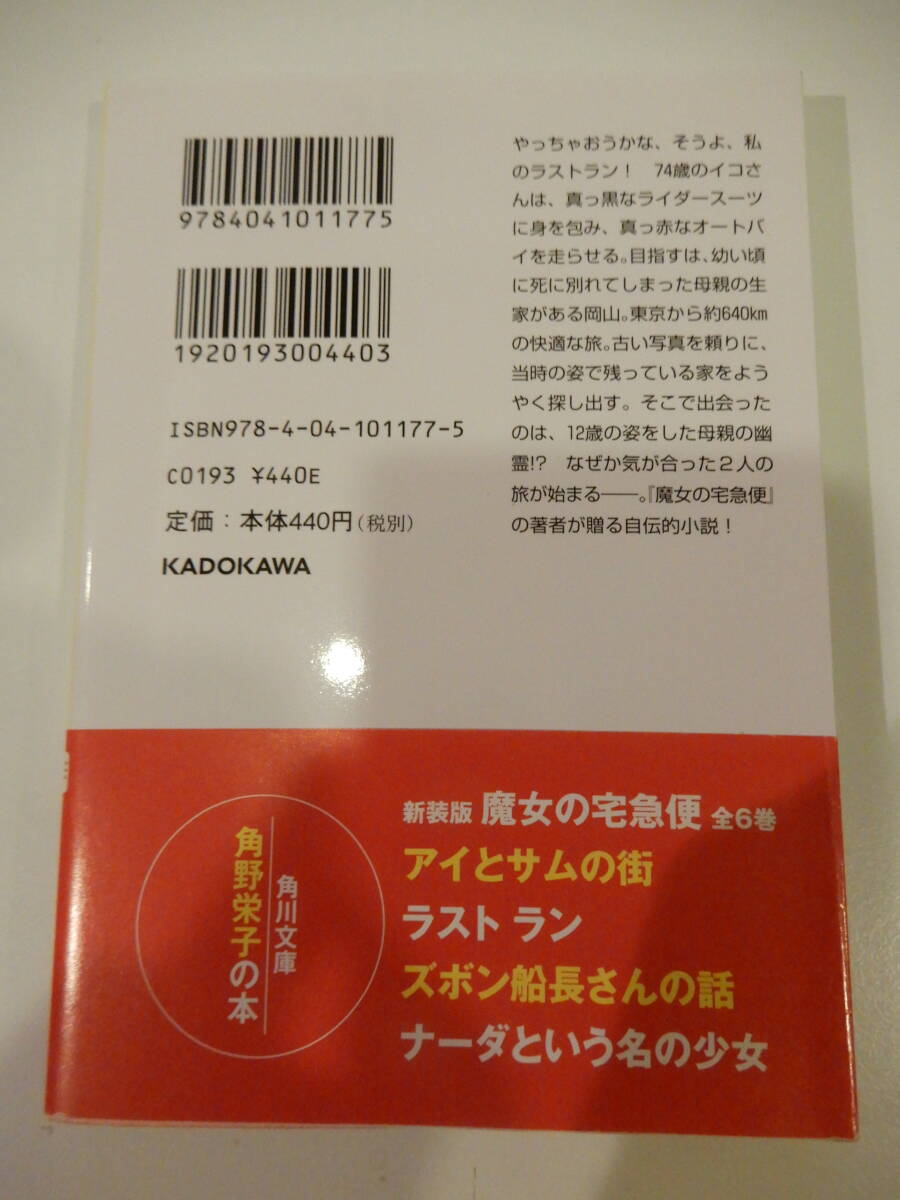 9784041011775
1920193004403
ISBN978-4-04-101177-5
C0193 ¥440E
定価：本体440円(税別)
KADOKAWA
やっちゃおうかな、そうよ、私
のラストラン！　74歳のイコさ
んは、真っ黒なライダースーツ
に身を包み、真っ赤なオートバ
イを走らせる。目指すは、幼い頃
に死に別れてしまった母親の生
家がある岡山。東京から約640km
の快適な旅。古い写真を頼りに、
当時の姿で残っている家をよう
やく探し出す。そこで出会った
のは、12歳の姿をした母親の幽
霊!?　なぜか気が合った２人の
旅が始まる——。『魔女の宅急便』
の著者が贈る自伝的小説！
角川文庫
角野栄子の本
新装版 魔女の宅急便 全6巻
アイとサムの街
ラスト ラン
ズボン船長さんの話
ナーダという名の少女